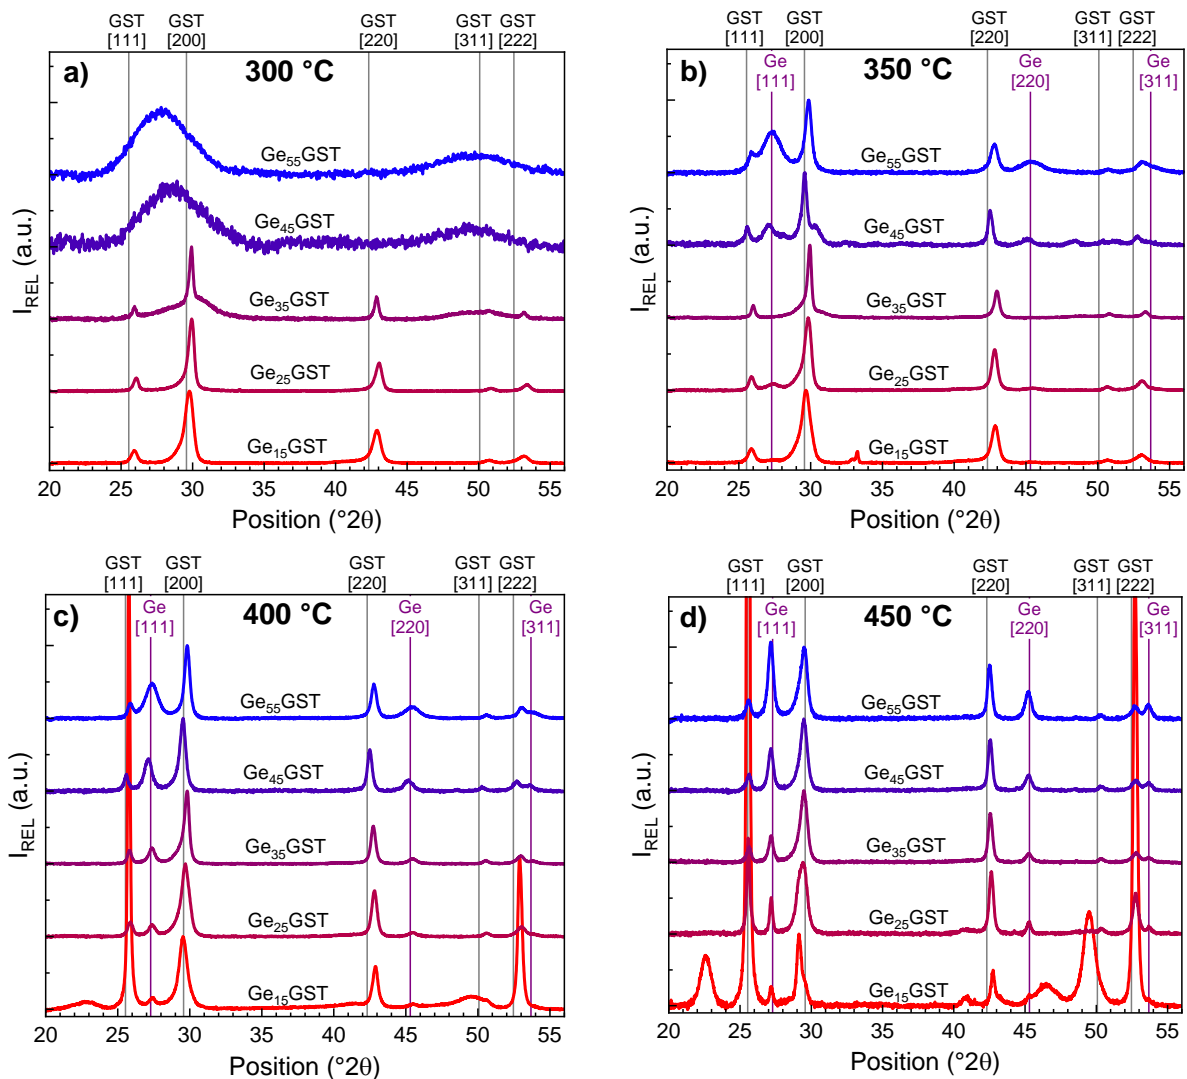 GST GST GST GST GST
[111] [200] [220] [311] [222]
a) 300 °C
Ge55GST
Ge45GST
Ge35GST
Ge25GST
Ge15GST
IREL (a.u.)
20 25 30 35 40 45 50 55
Position (°2θ)
GST GST GST GST GST
[111] [200] [220] [311] [222]
b) 350 °C
Ge Ge Ge
[111] [220] [311]
Ge55GST
Ge45GST
Ge35GST
Ge25GST
Ge15GST
IREL (a.u.)
20 25 30 35 40 45 50 55
Position (°2θ)
GST GST GST GST GST
[111] [200] [220] [311] [222]
c) 400 °C
Ge Ge Ge
[111] [220] [311]
Ge55GST
Ge45GST
Ge35GST
Ge25GST
Ge15GST
IREL (a.u.)
20 25 30 35 40 45 50 55
Position (°2θ)
GST GST GST GST GST
[111] [200] [220] [311] [222]
d) 450 °C
Ge Ge Ge
[111] [220] [311]
Ge55GST
Ge45GST
Ge35GST
Ge25GST
Ge15GST
IREL (a.u.)
20 25 30 35 40 45 50 55
Position (°2θ)